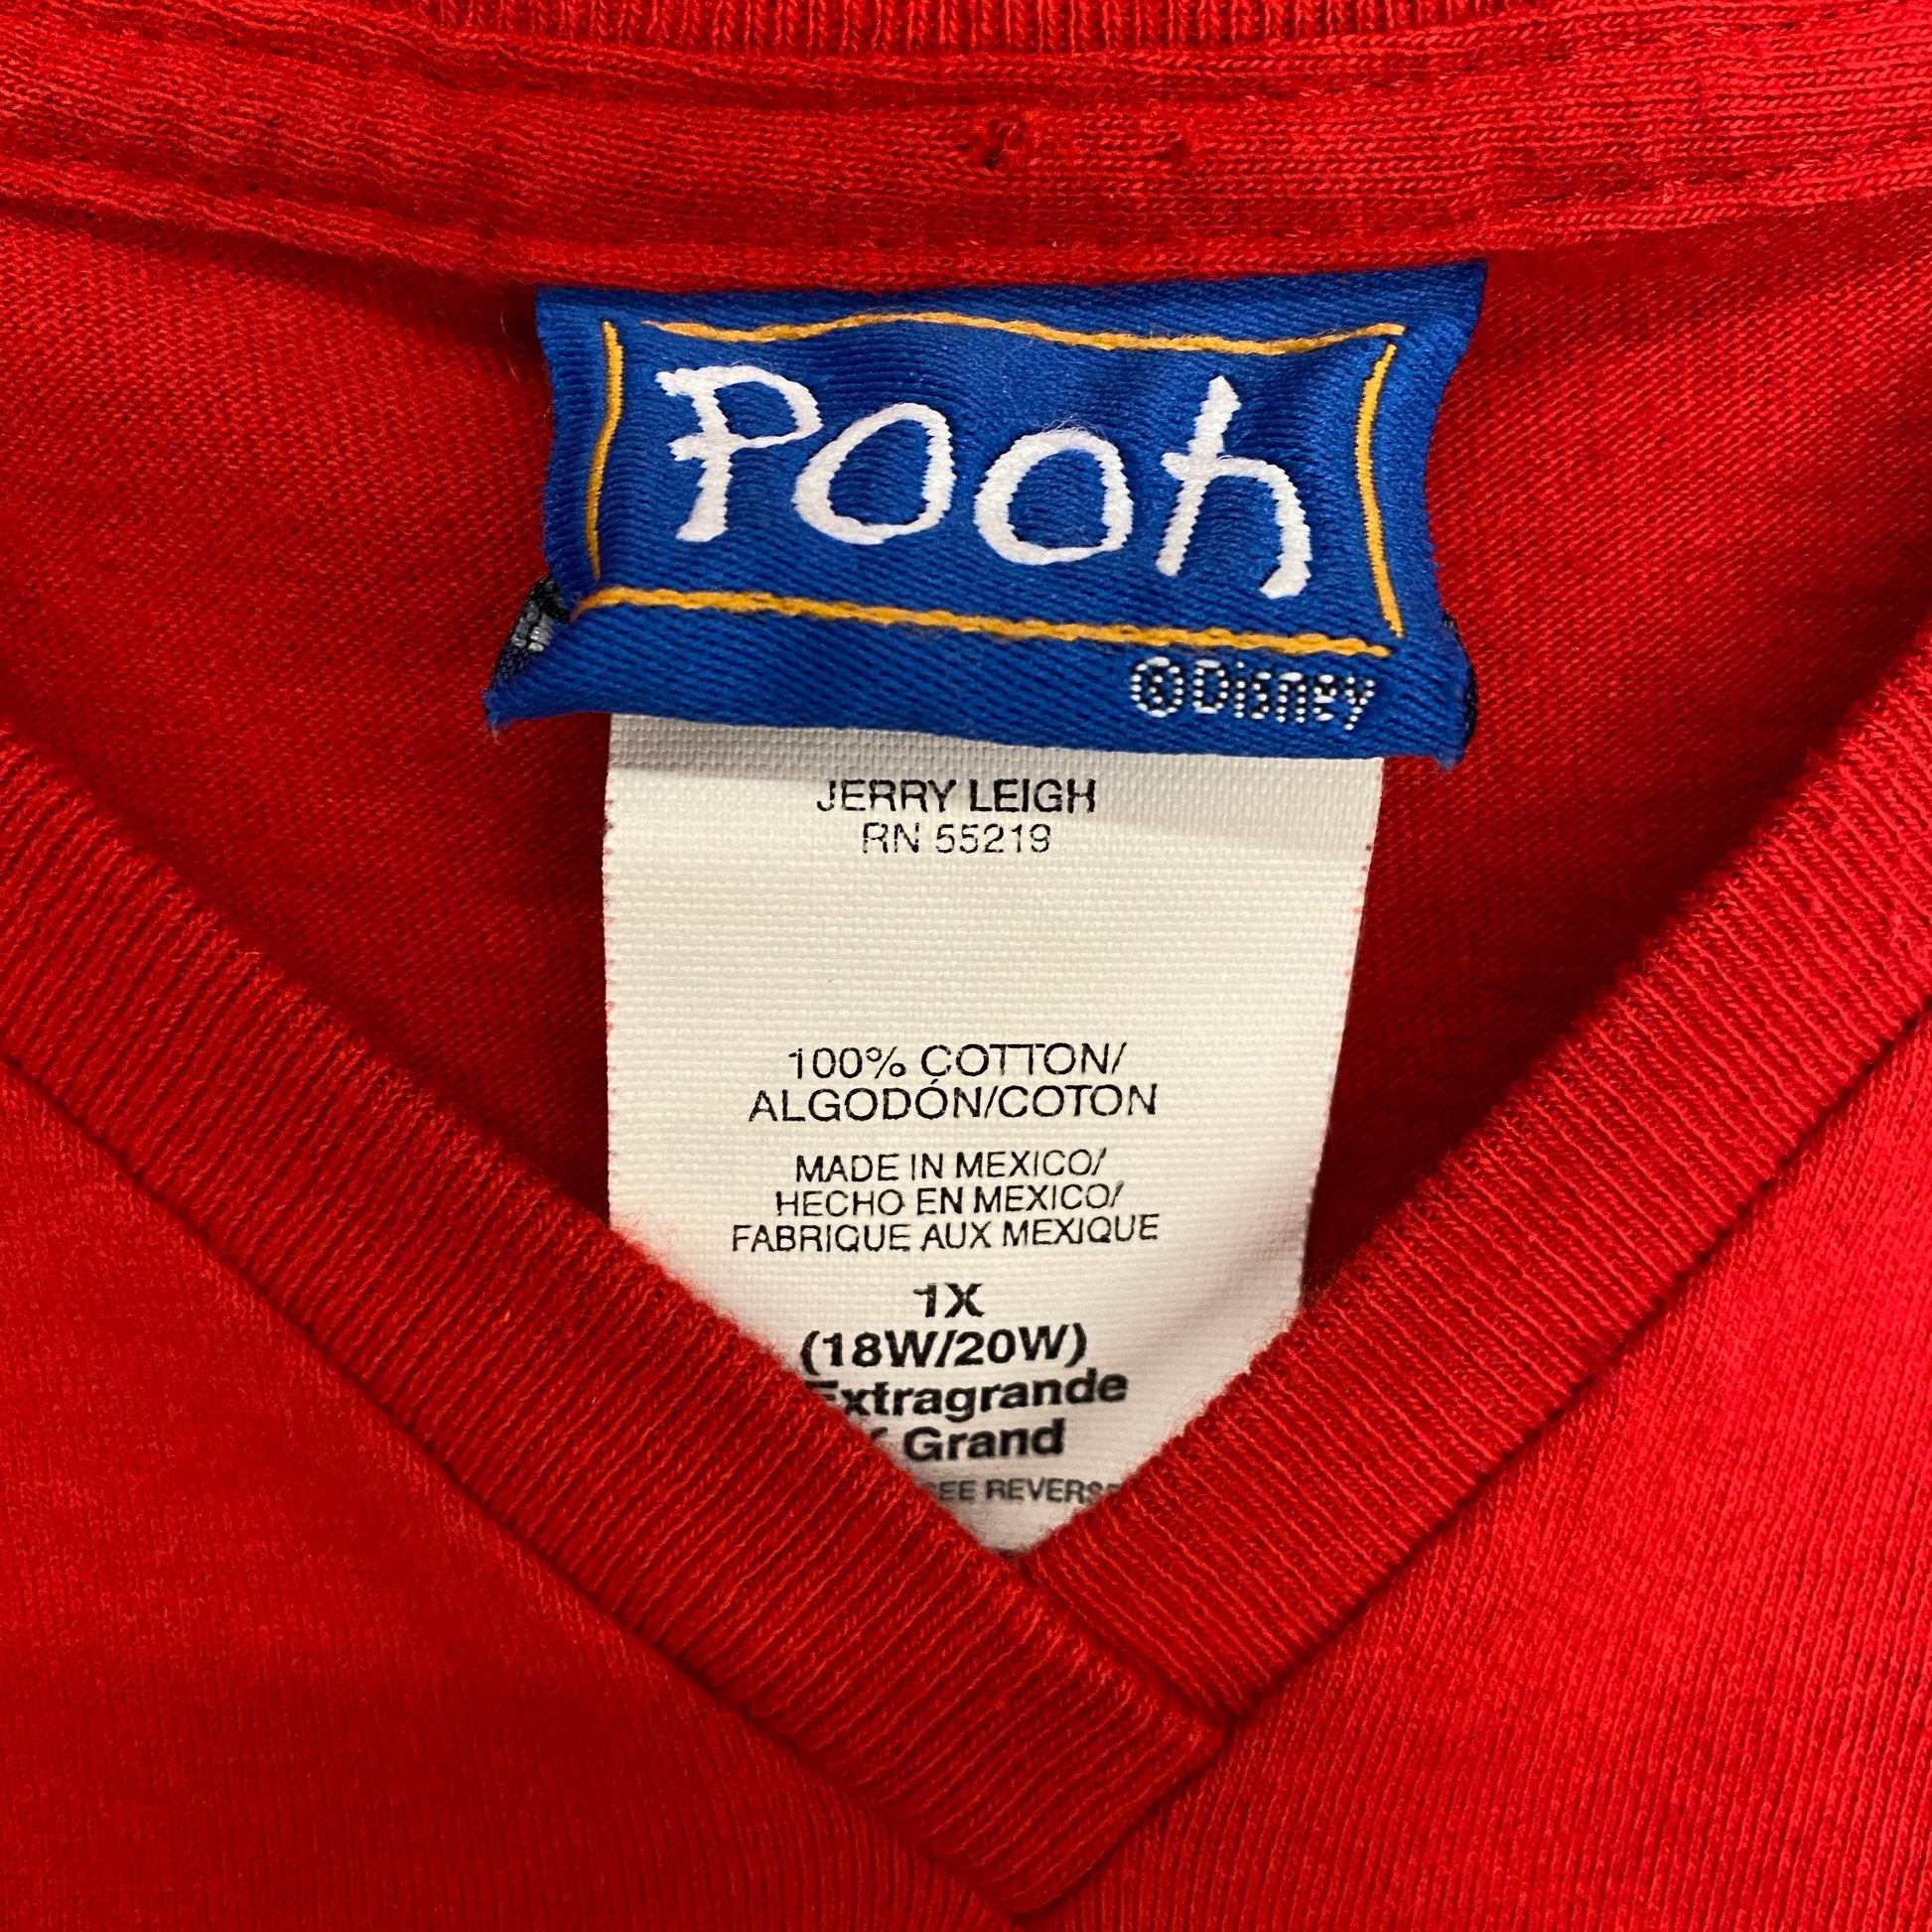 Pooh
©Disney
JERRY LEIGH
RN 55219
100% COTTON/
ALGODÓN/COTON
MADE IN MEXICO/
HECHO EN MEXICO/
FABRIQUE AUX MEXIQUE
1X
(18W/20W)
Extragrande
Grand